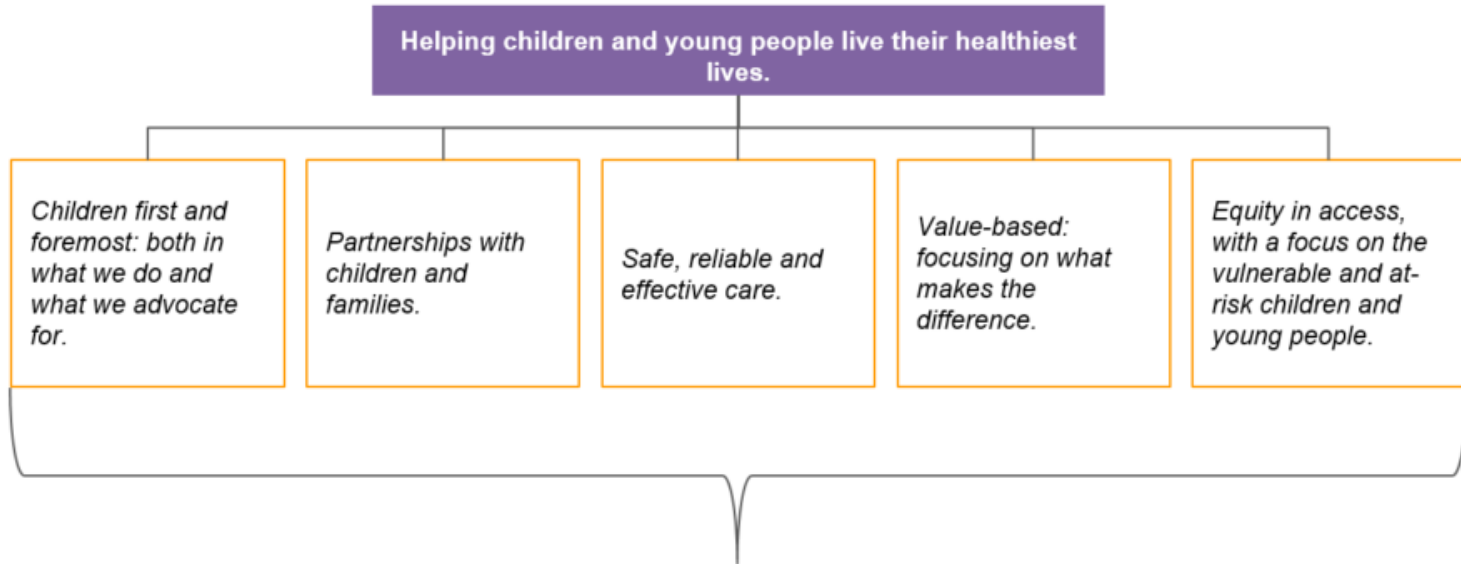 Helping children and young people live their healthiest
lives.
Children first and
foremost: both in
what we do and
what we advocate
for.
Partnerships with
children and
families.
Safe, reliable and
effective care.
Value-based:
focusing on what
makes the
difference.
Equity in access,
with a focus on the
vulnerable and at-
risk children and
young people.